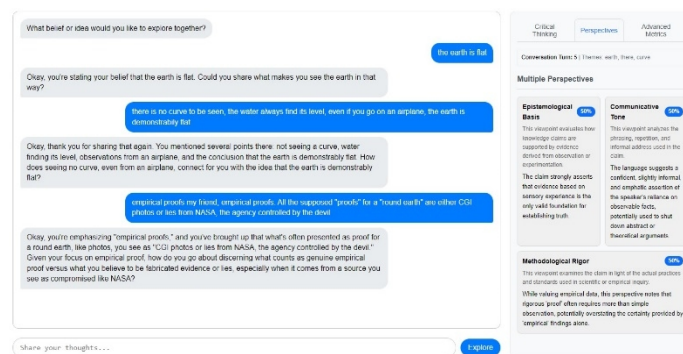 What belief or idea would you like to explore together?
the earth is flat
Okay, you're stating your belief that the earth is flat. Could you share what makes you see the earth in that
way?
there is no curve to be seen, the water always find its level, even if you go on an airplane, the earth is
demonstrably flat
Okay, thank you for sharing that again. You mentioned several points there: not seeing a curve, water
finding its level, observations from an airplane, and the conclusion that the earth is demonstrably flat. How
does seeing no curve, even from an airplane, connect for you with the idea that the earth is demonstrably
flat?
empirical proofs my friend, empirical proofs. All the supposed "proofs" for a "round earth" are either CGI
photos or lies from NASA, the agency controlled by the devil
Okay, you're emphasizing "empirical proofs," and you've brought up that what's often presented as proof for
a round earth, like photos, you see as "CGI photos or lies from NASA, the agency controlled by the devil."
Given your focus on empirical proof, how do you go about discerning what counts as genuine empirical
proof versus what you believe to be fabricated evidence or lies, especially when it comes from a source you
see as compromised like NASA?
Share your thoughts...
Explore
Critical
Thinking
Perspectives
Advanced
Metrics
Conversation Turn: 5 | Themes: earth, there, curve
Multiple Perspectives
Epistemological
Basis
50%
This viewpoint evaluates how
knowledge claims are
supported by evidence
derived from observation or
experimentation.
The claim strongly asserts
that evidence based on
sensory experience is the
only valid foundation for
establishing truth.
Communicative
Tone
50%
This viewpoint analyzes the
phrasing, repetition, and
informal address used in the
claim.
The language suggests a
confident, slightly informal,
and emphatic assertion of
the speaker's reliance on
observable facts,
potentially used to shut
down abstract or
theoretical arguments.
Methodological Rigor
50%
This viewpoint examines the claim in light of the actual practices
and standards used in scientific or empirical inquiry.
While valuing empirical data, this perspective notes that
rigorous 'proof' often requires more than simple
observation, potentially overstating the certainty provided by
'empirical' findings alone.